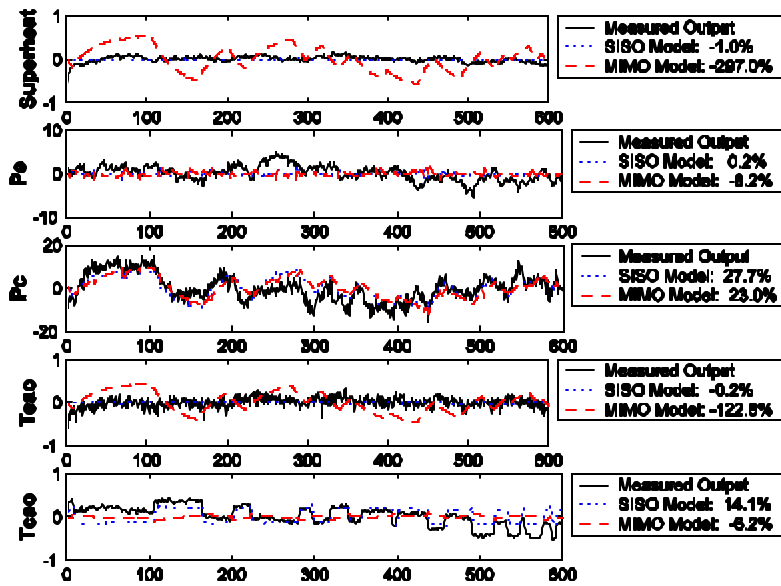 Superheat
1
0
-1
0 100 200 300 400 500 600
Measured Output
SISO Model: -1.0%
MIMO Model: -297.0%
Pe
10
0
-10
0 100 200 300 400 500 600
Measured Output
SISO Model: 0.2%
MIMO Model: -8.2%
Pc
20
0
-20
0 100 200 300 400 500 600
Measured Output
SISO Model: 27.7%
MIMO Model: 23.0%
Teao
1
0
-1
0 100 200 300 400 500 600
Measured Output
SISO Model: -0.2%
MIMO Model: -122.8%
Tcao
1
0
-1
0 100 200 300 400 500 600
Measured Output
SISO Model: 14.1%
MIMO Model: -6.2%